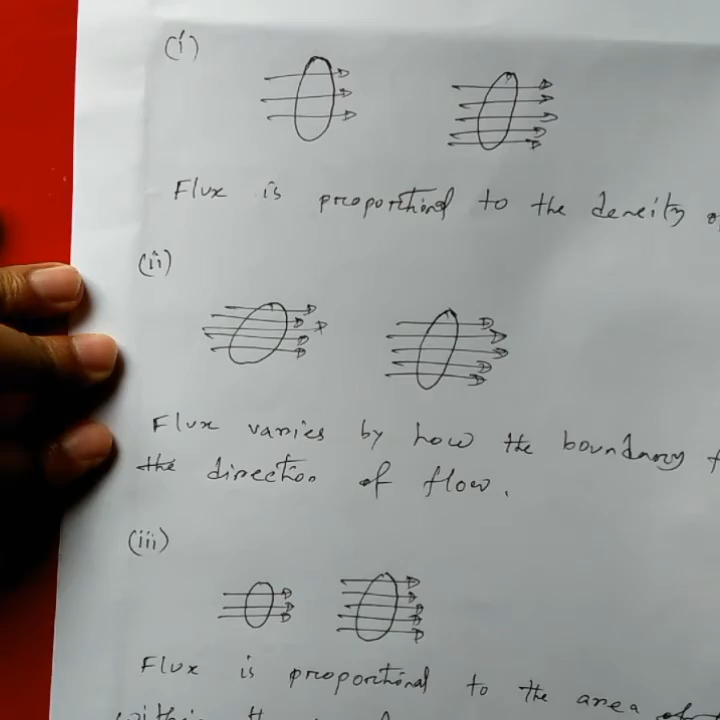 (i)
Flux is proportional to the density
(ii)
Flux varies by how the boundary
the direction of flow.
(iii)
Flux is proportional to the area